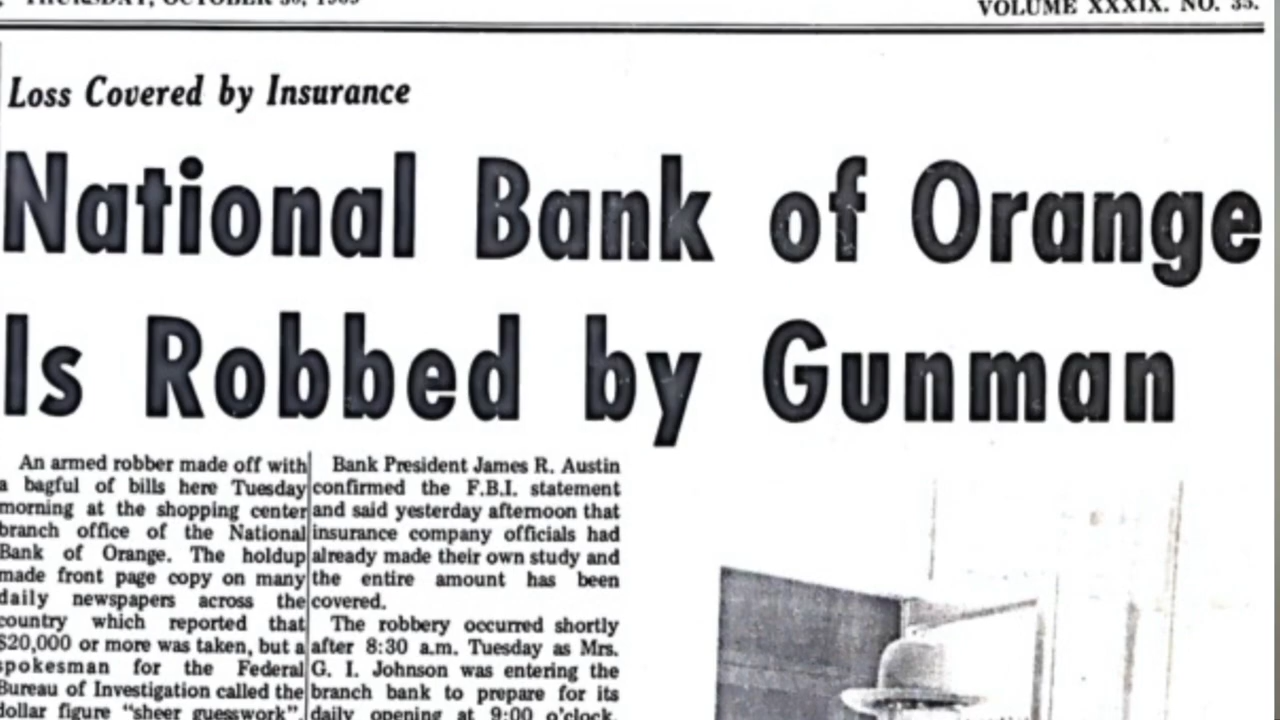 THURSDAY, OCTOBER 30, 1969
VOLUME XXXIX. NO. 35.
Loss Covered by Insurance
National Bank of Orange
Is Robbed by Gunman
An armed robber made off with
a bagful of bills here Tuesday
morning at the shopping center
branch office of the National
Bank of Orange. The holdup
made front page copy on many
daily newspapers across the
country which reported that
$20,000 or more was taken, but a
spokesman for the Federal
Bureau of Investigation called the
dollar figure "sheer guesswork".
Bank President James R. Austin
confirmed the F.B.I. statement
and said yesterday afternoon that
insurance company officials had
already made their own study and
the entire amount has been
covered.
The robbery occurred shortly
after 8:30 a.m. Tuesday as Mrs.
G. I. Johnson was entering the
branch bank to prepare for its
daily opening at 9:00 o'clock.